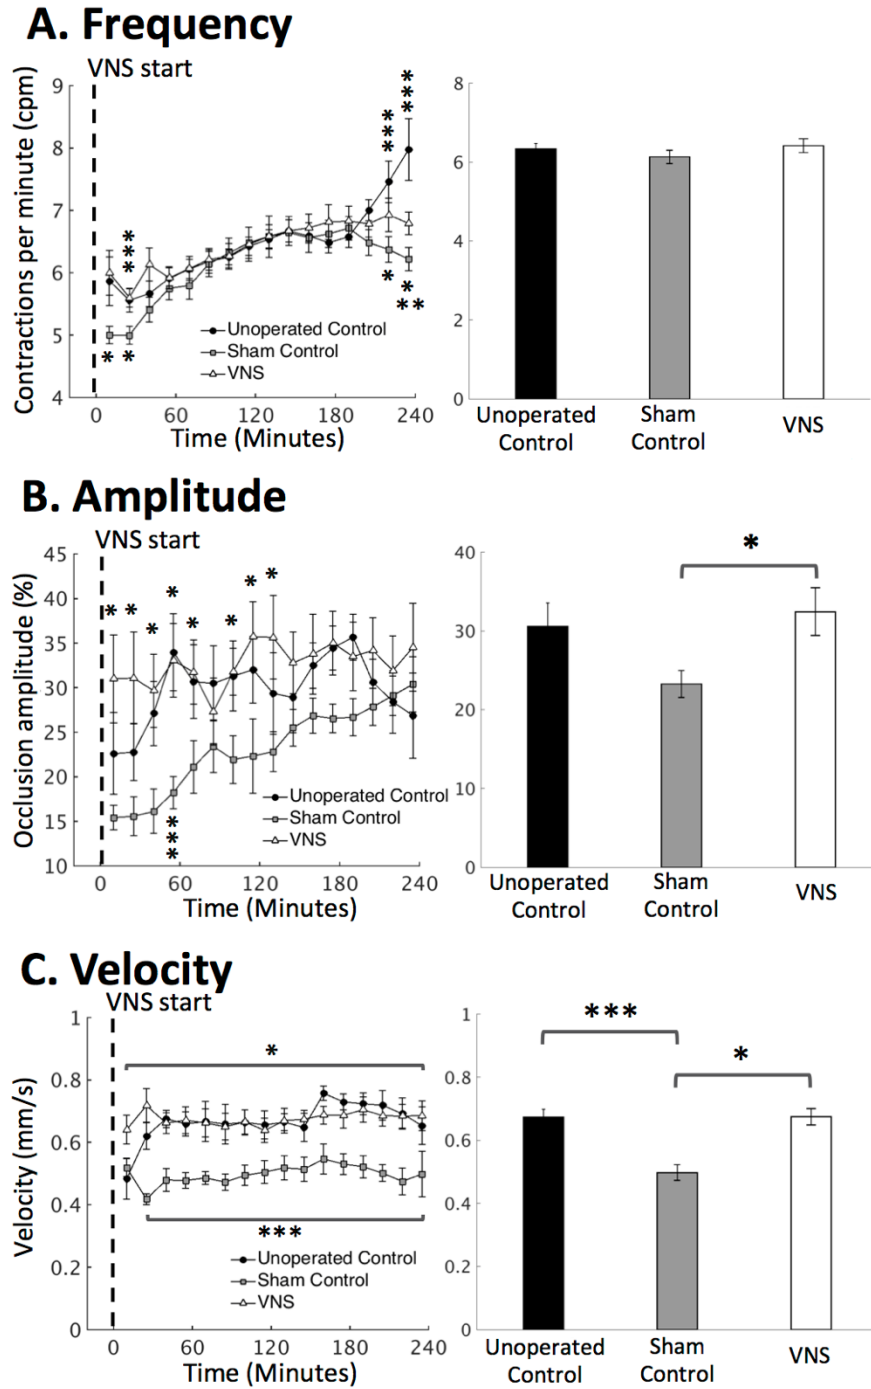 A. Frequency
VNS start
Contractions per minute (cpm)
9
8
7
6
5
4
***
***
***
*
*
*
*
**
Unoperated Control
Sham Control
VNS
0 60 120 180 240
Time (Minutes)
8
6
4
2
0
Unoperated Control
Sham Control
VNS
B. Amplitude
VNS start
Occlusion amplitude (%)
45
40
35
30
25
20
15
10
* * * * * * * *
***
Unoperated Control
Sham Control
VNS
0 60 120 180 240
Time (Minutes)
40
30
20
10
0
*
Unoperated Control
Sham Control
VNS
C. Velocity
VNS start
Velocity (mm/s)
1
0.8
0.6
0.4
0.2
0
*
***
Unoperated Control
Sham Control
VNS
0 60 120 180 240
Time (Minutes)
1
0.8
0.6
0.4
0.2
0
***
*
Unoperated Control
Sham Control
VNS